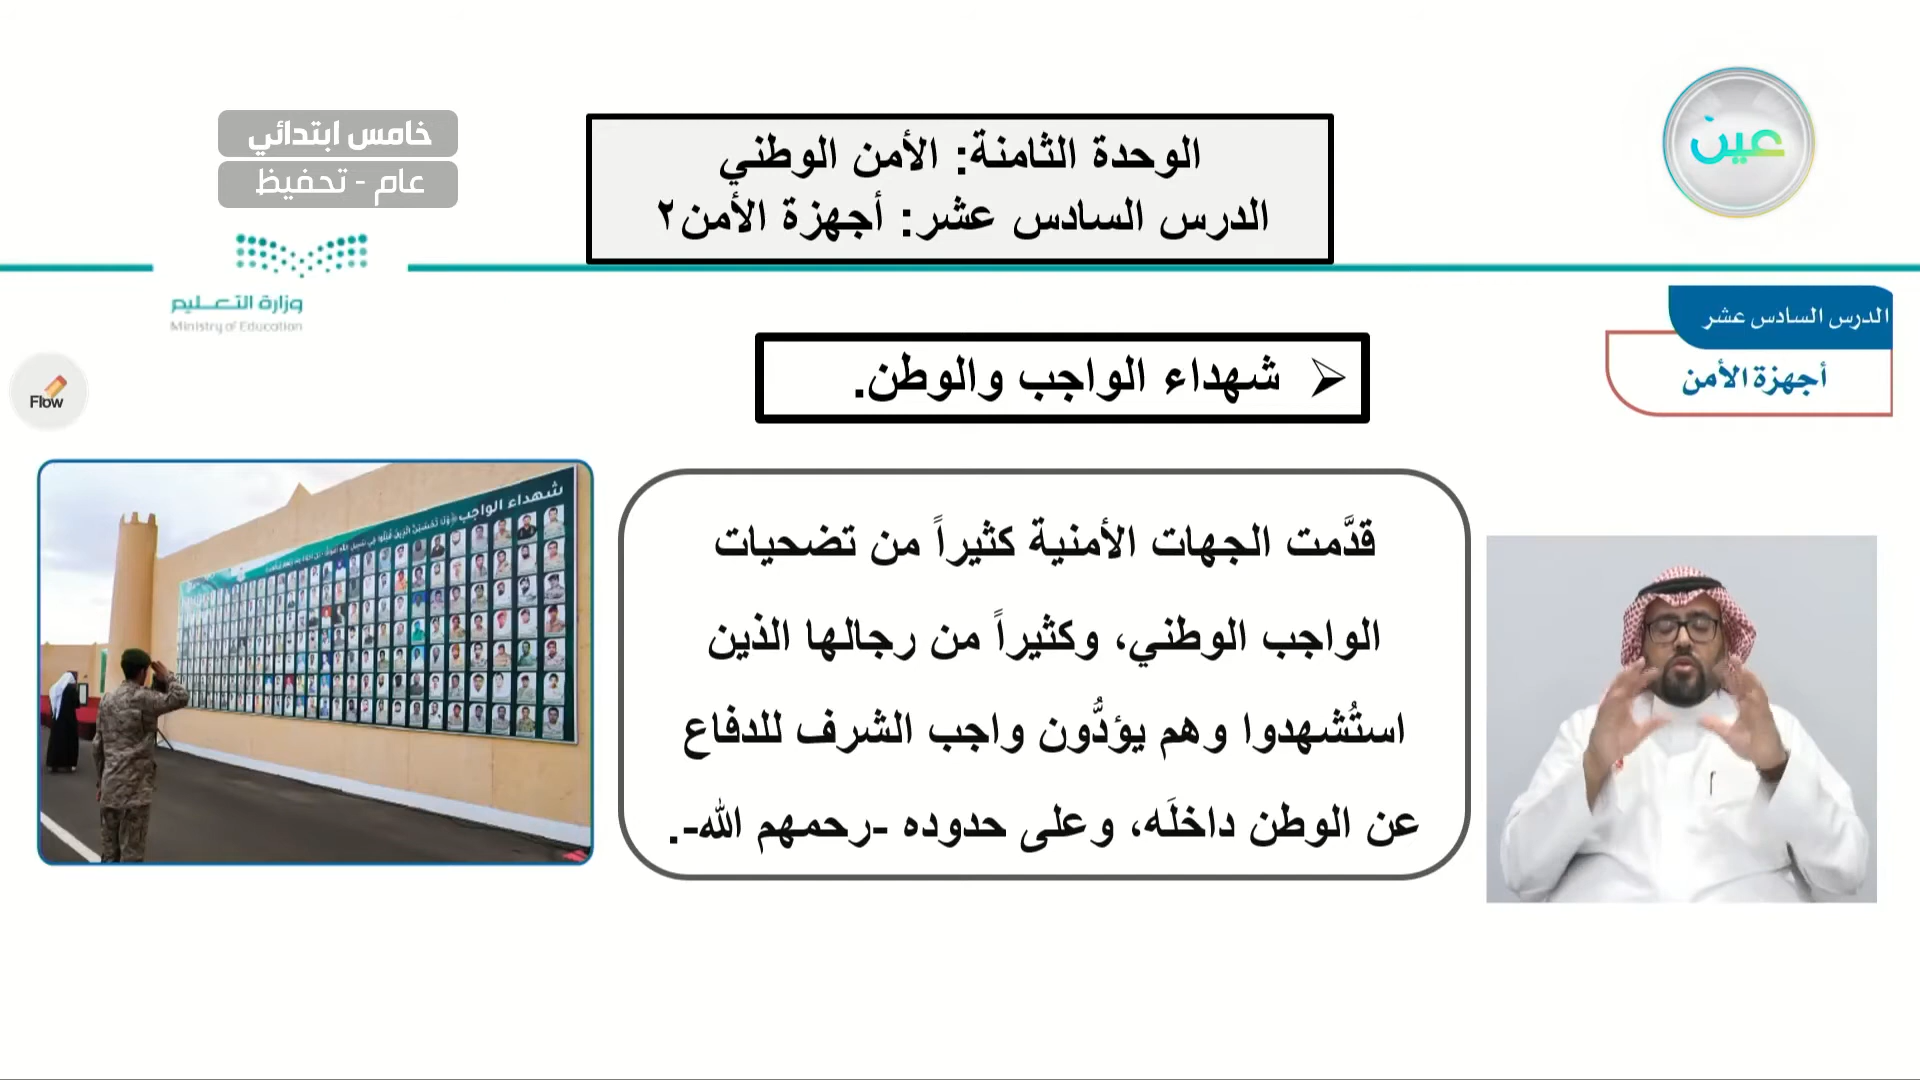 خامس ابتدائي
عام - تحفيظ
الوحدة الثامنة: الأمن الوطني
الدرس السادس عشر: أجهزة الأمن٢
عين
وزارة التعليم
Ministry of Education
الدرس السادس عشر
أجهزة الأمن
شهداء الواجب والوطن.
Flow
شهداء الواجب
قدَّمت الجهات الأمنية كثيراً من تضحيات
الواجب الوطني، وكثيراً من رجالها الذين
استُشهدوا وهم يؤدُّون واجب الشرف للدفاع
عن الوطن داخلَه، وعلى حدوده -رحمهم الله-.